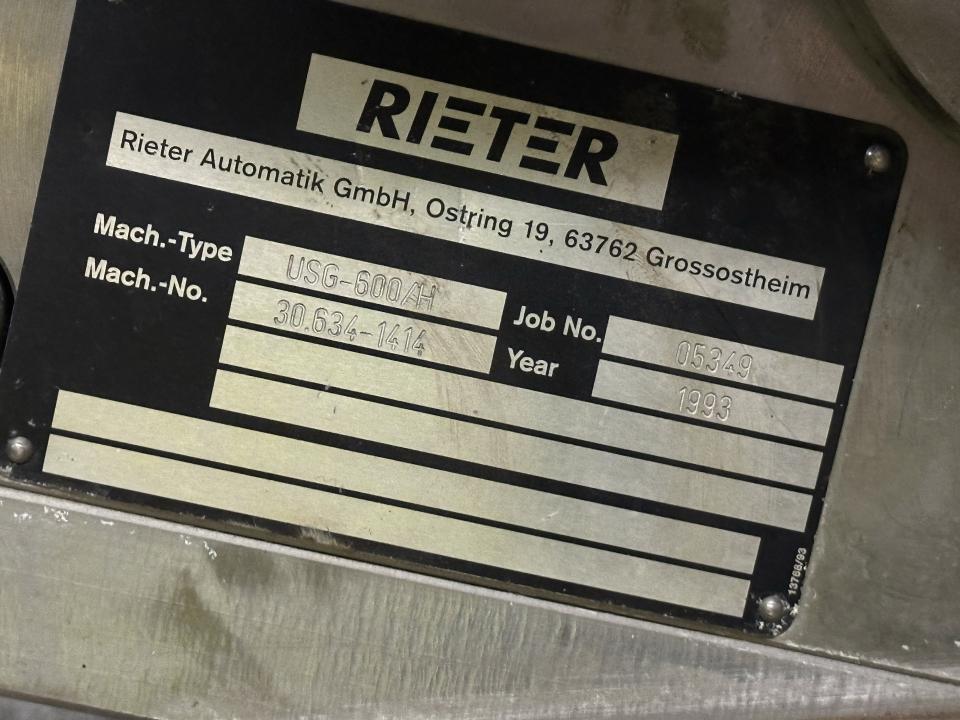 RIETER
Rieter Automatik GmbH, Ostring 19, 63762 Grossostheim
Mach.-Type USG-600/H Job No. 05349
Mach.-No. 30.634-1414 Year 1993
13768/93